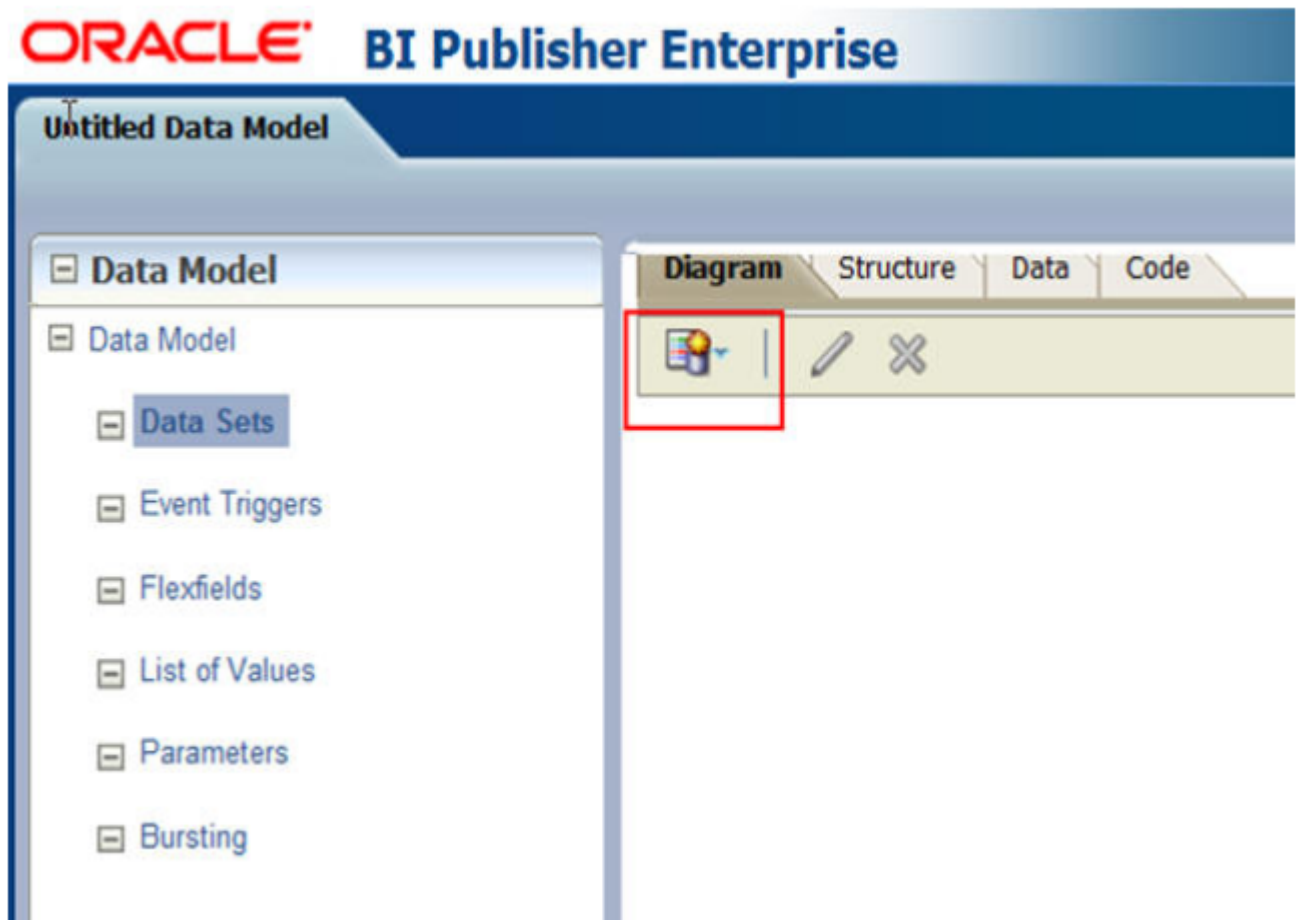 ORACLE BI Publisher Enterprise
Untitled Data Model
Data Model
Data Model
Data Sets
Event Triggers
Flexfields
List of Values
Parameters
Bursting
Diagram Structure Data Code